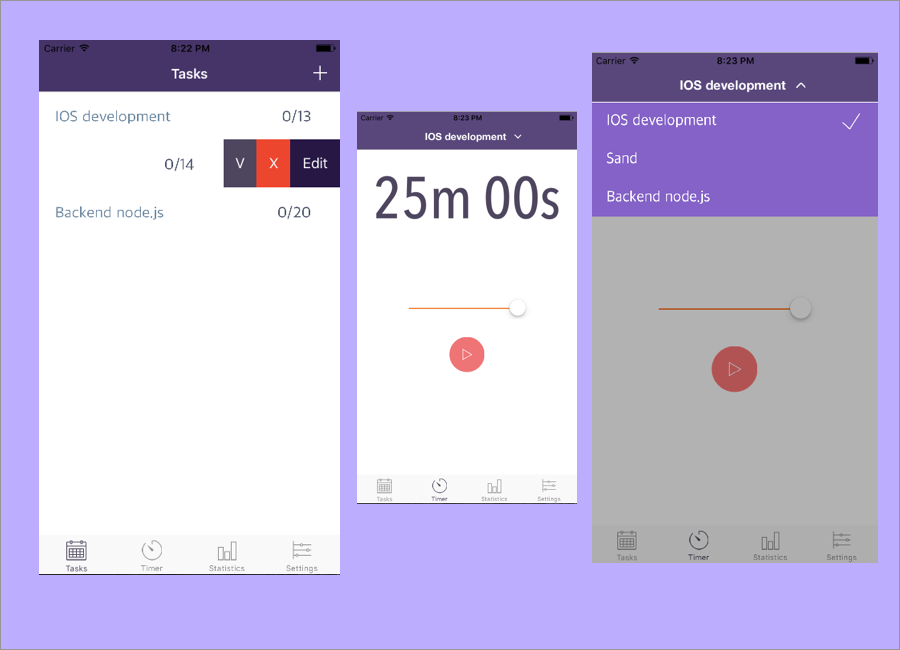 Carrier 8:22 PM
Tasks +
IOS development 0/13
0/14 V X Edit
Backend node.js 0/20
Tasks Timer Statistics Settings
Carrier 8:23 PM
IOS development
25m 00s
Tasks Timer Statistics Settings
Carrier 8:23 PM
IOS development
IOS development
Sand
Backend node.js
Tasks Timer Statistics Settings